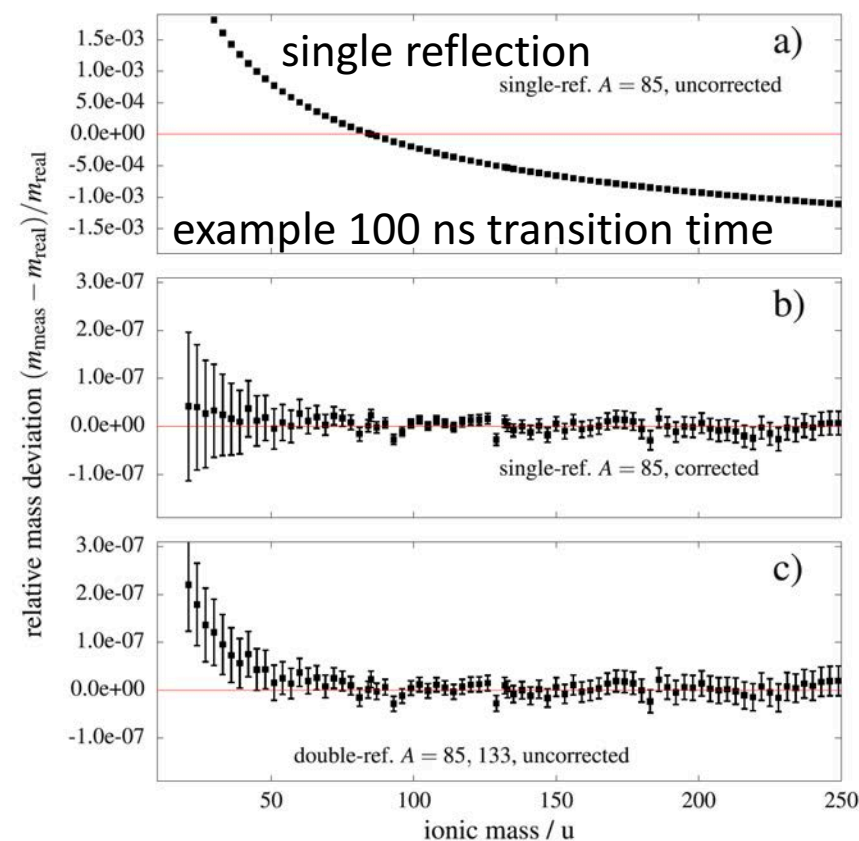 single reflection
a)
single-ref. A = 85, uncorrected
example 100 ns transition time
1.5e-03
1.0e-03
5.0e-04
0.0e+00
-5.0e-04
-1.0e-03
-1.5e-03
relative mass deviation (m_meas − m_real)/m_real
b)
3.0e-07
2.0e-07
1.0e-07
0.0e+00
-1.0e-07
single-ref. A = 85, corrected
c)
3.0e-07
2.0e-07
1.0e-07
0.0e+00
-1.0e-07
double-ref. A = 85, 133, uncorrected
50 100 150 200 250
ionic mass / u